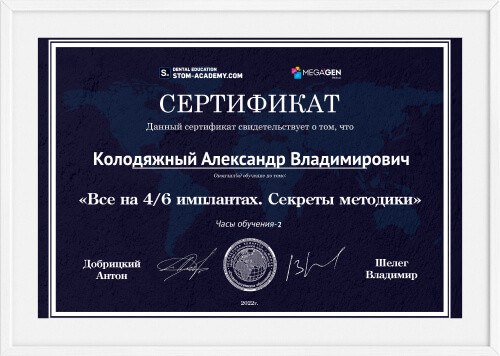 S. DENTAL EDUCATION
STOM-ACADEMY.COM
MEGAGEN
СЕРТИФИКАТ
Данный сертификат свидетельствует о том, что
Колодяжный Александр Владимирович
Окончил(а) обучение по теме:
«Все на 4/6 имплантах. Секреты методики»
Часы обучения-2
Добрицкий
Антон
Шелег
Владимир
2022г.